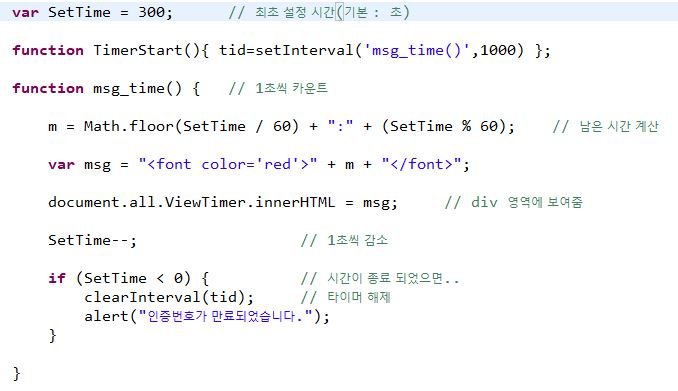 var SetTime = 300;      // 최초 설정 시간(기본 : 초)
function TimerStart(){ tid=setInterval('msg_time()',1000) };
function msg_time() {   // 1초씩 카운트
    m = Math.floor(SetTime / 60) + ":" + (SetTime % 60);    // 남은 시간 계산
    var msg = "<font color='red'>" + m + "</font>";
    document.all.ViewTimer.innerHTML = msg;     // div 영역에 보여줌
    SetTime--;                  // 1초씩 감소
    if (SetTime < 0) {          // 시간이 종료 되었으면..
        clearInterval(tid);     // 타이머 해제
        alert("인증번호가 만료되었습니다.");
    }
}